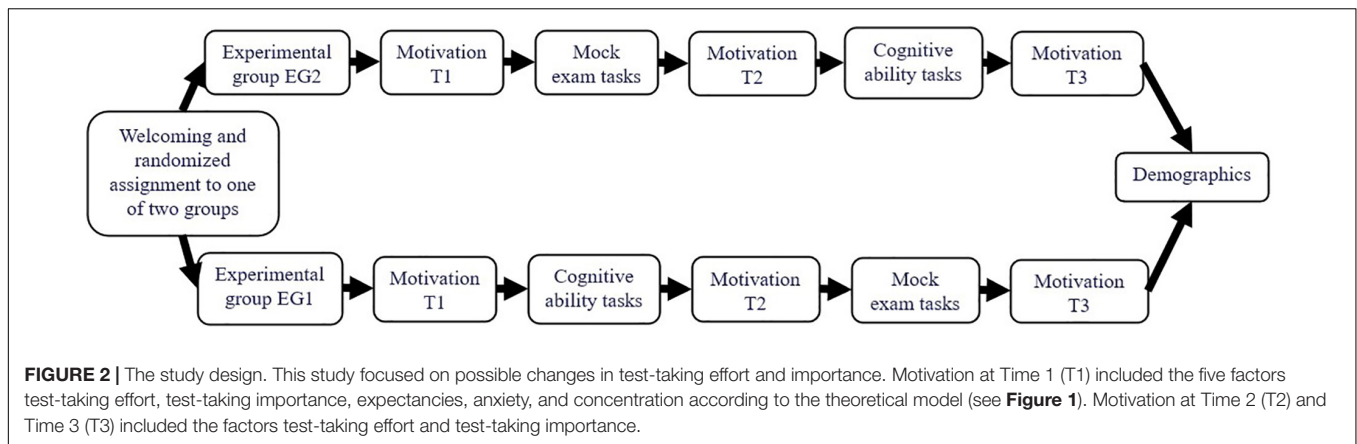 Experimental
group EG2
Motivation
T1
Mock
exam tasks
Motivation
T2
Cognitive
ability tasks
Motivation
T3
Welcoming and
randomized
assignment to one
of two groups
Demographics
Experimental
group EG1
Motivation
T1
Cognitive
ability tasks
Motivation
T2
Mock
exam tasks
Motivation
T3
FIGURE 2 | The study design. This study focused on possible changes in test-taking effort and importance. Motivation at Time 1 (T1) included the five factors
test-taking effort, test-taking importance, expectancies, anxiety, and concentration according to the theoretical model (see Figure 1). Motivation at Time 2 (T2) and
Time 3 (T3) included the factors test-taking effort and test-taking importance.